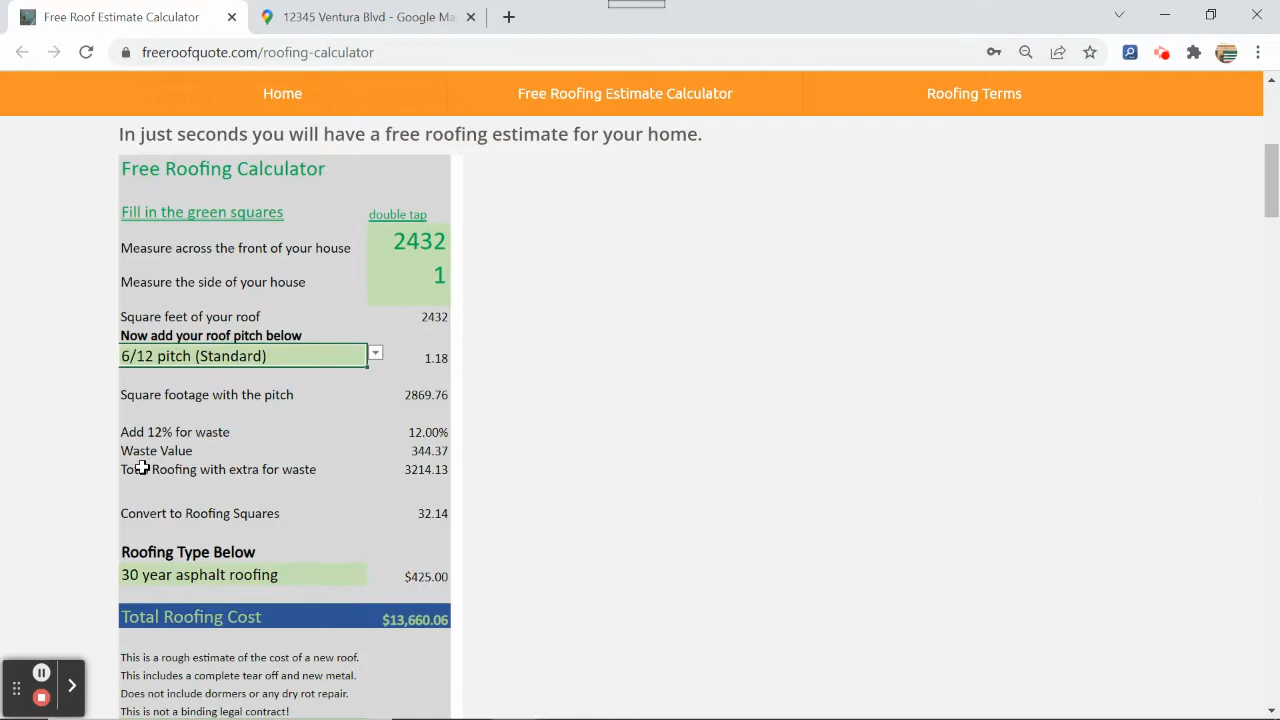 Free Roof Estimate Calculator
12345 Ventura Blvd - Google Ma
freeroofquote.com/roofing-calculator
Home Free Roofing Estimate Calculator Roofing Terms
In just seconds you will have a free roofing estimate for your home.
Free Roofing Calculator
Fill in the green squares double tap
Measure across the front of your house 2432
Measure the side of your house 1
Square feet of your roof 2432
Now add your roof pitch below
6/12 pitch (Standard) 1.18
Square footage with the pitch 2869.76
Add 12% for waste 12.00%
Waste Value 344.37
Total Roofing with extra for waste 3214.13
Convert to Roofing Squares 32.14
Roofing Type Below
30 year asphalt roofing $425.00
Total Roofing Cost $13,660.06
This is a rough estimate of the cost of a new roof.
This includes a complete tear off and new metal.
Does not include dormers or any dry rot repair.
This is not a binding legal contract!